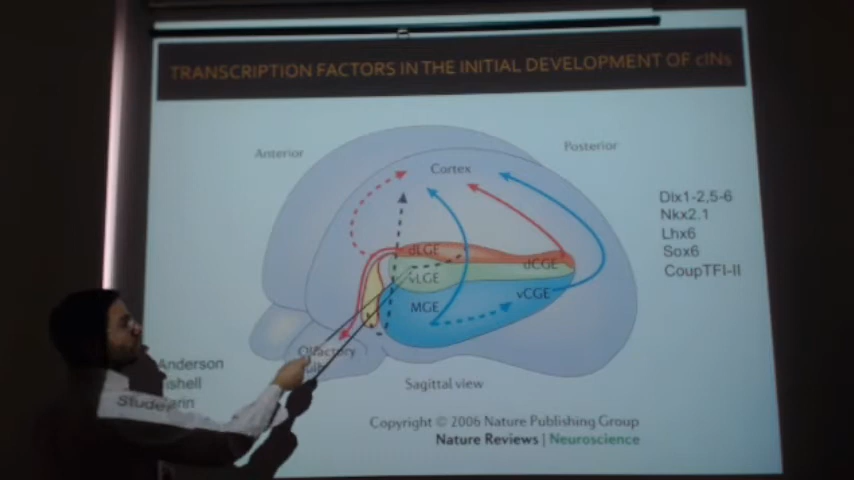 TRANSCRIPTION FACTORS IN THE INITIAL DEVELOPMENT OF cINs
Anterior
Posterior
Cortex
Dlx1-2,5-6
Nkx2.1
Lhx6
Sox6
CoupTFI-II
dLGE
dCGE
vLGE
vCGE
MGE
Olfactory
Anderson
Sagittal view
Copyright © 2006 Nature Publishing Group
Nature Reviews | Neuroscience